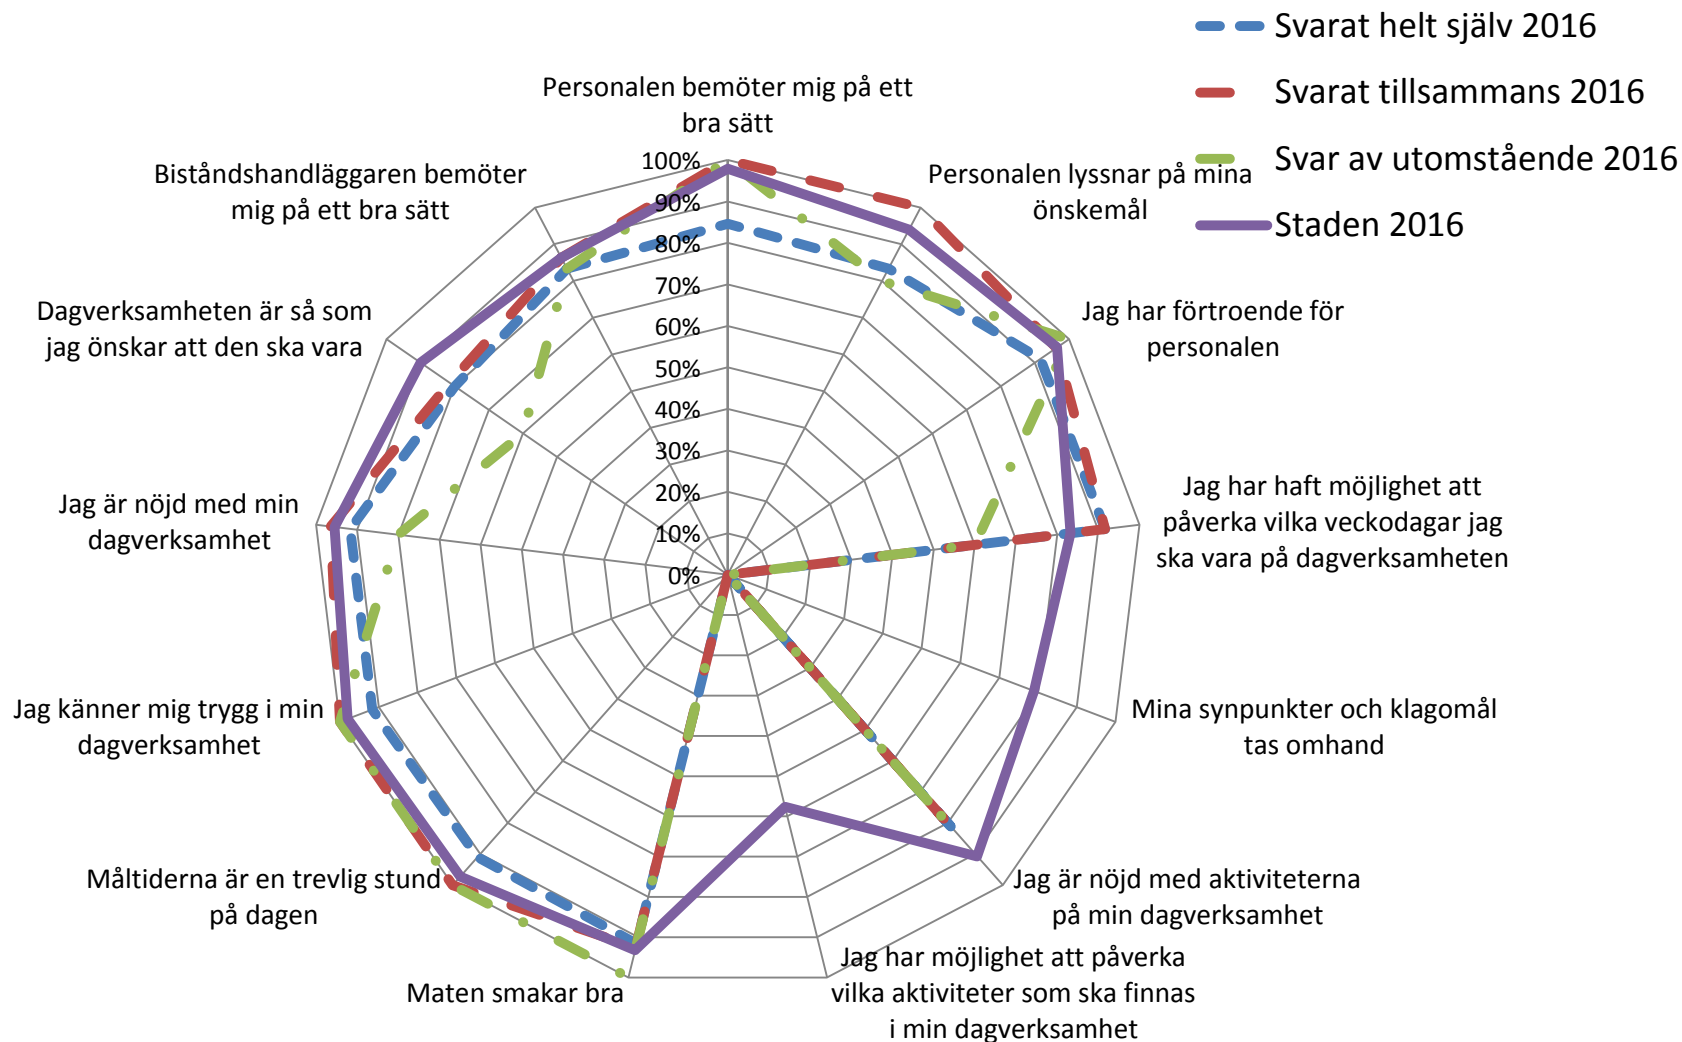 Svarat helt själv 2016
Svarat tillsammans 2016
Svar av utomstående 2016
Staden 2016
Personalen bemöter mig på ett
bra sätt
Personalen lyssnar på mina
önskemål
Jag har förtroende för
personalen
Jag har haft möjlighet att
påverka vilka veckodagar jag
ska vara på dagverksamheten
Mina synpunkter och klagomål
tas omhand
Jag är nöjd med aktiviteterna
på min dagverksamhet
Jag har möjlighet att påverka
vilka aktiviteter som ska finnas
i min dagverksamhet
Maten smakar bra
Måltiderna är en trevlig stund
på dagen
Jag känner mig trygg i min
dagverksamhet
Jag är nöjd med min
dagverksamhet
Dagverksamheten är så som
jag önskar att den ska vara
Biståndshandläggaren bemöter
mig på ett bra sätt
100%
90%
80%
70%
60%
50%
40%
30%
20%
10%
0%